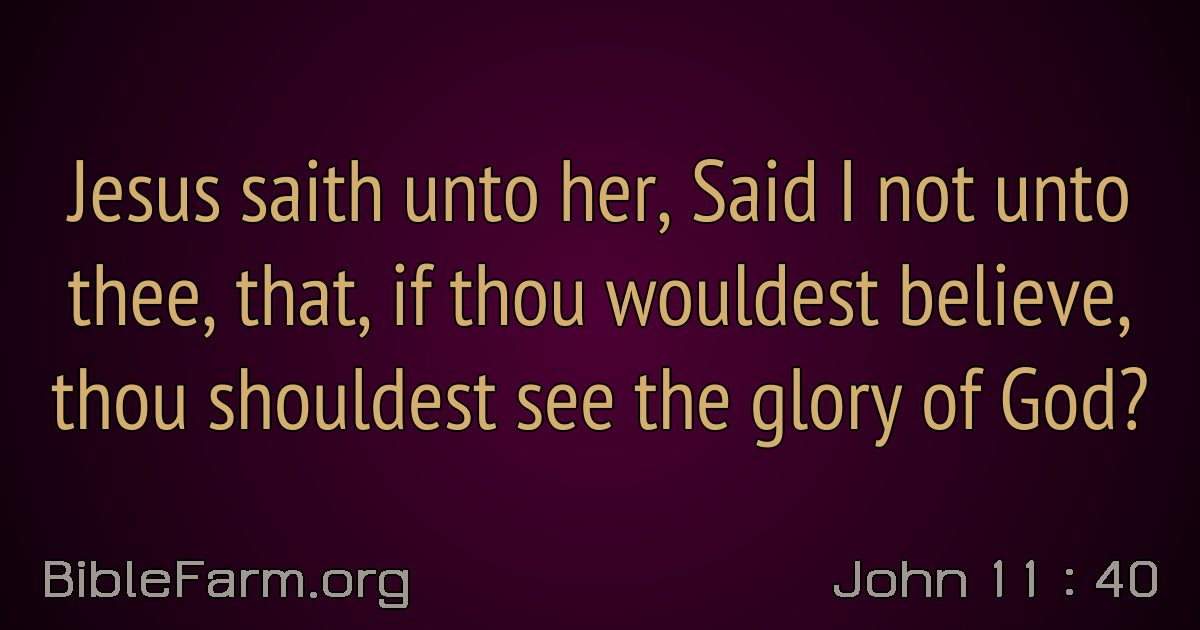 Jesus saith unto her, Said I not unto
thee, that, if thou wouldest believe,
thou shouldest see the glory of God?
BibleFarm.org
John 11 : 40